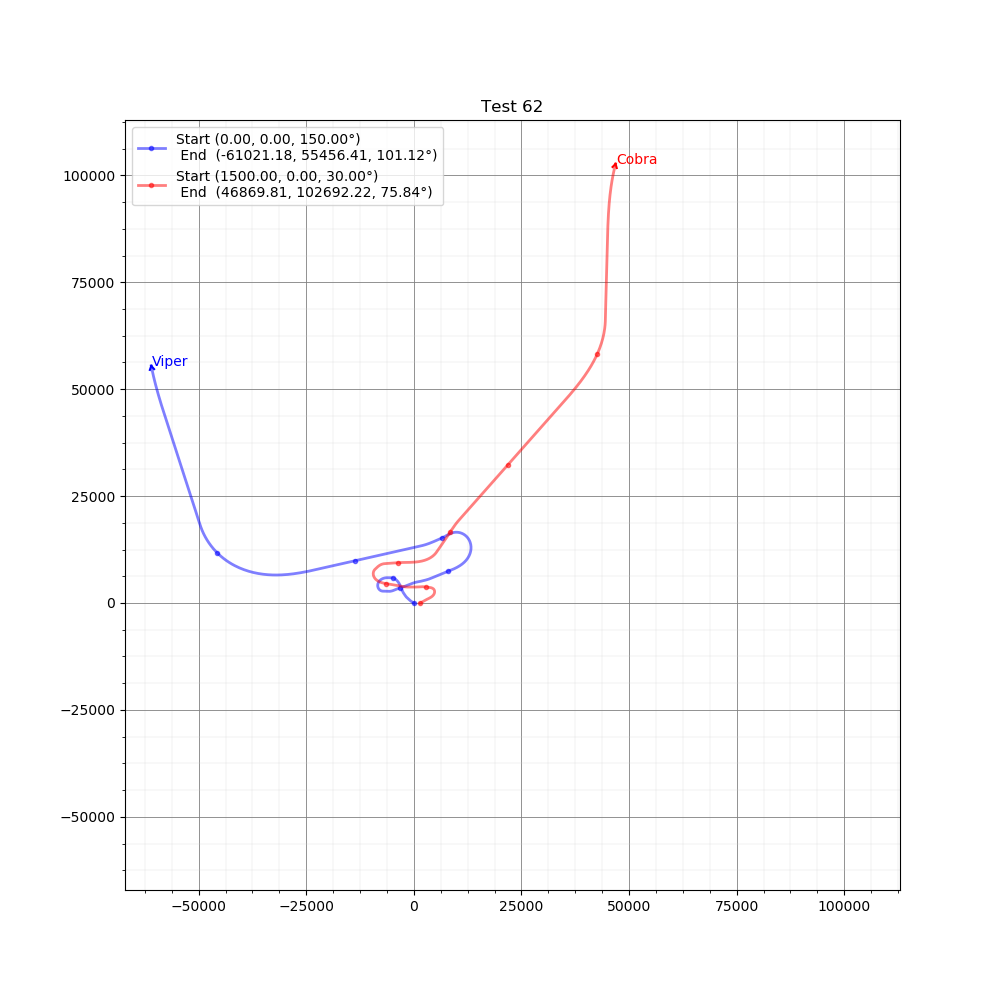 Test 62
Start (0.00, 0.00, 150.00°)
End (-61021.18, 55456.41, 101.12°)
Start (1500.00, 0.00, 30.00°)
End (46869.81, 102692.22, 75.84°)
Cobra
Viper
100000
75000
50000
25000
0
−25000
−50000
−50000
−25000
0
25000
50000
75000
100000